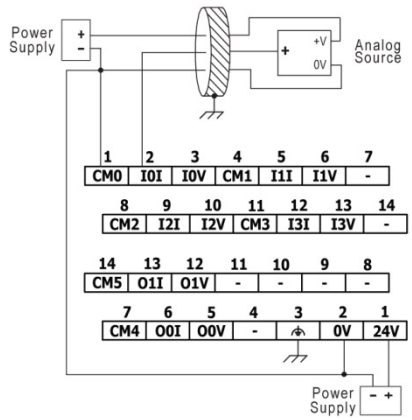 Power
Supply
+
-
+V
+
0V
Analog
Source
1 2 3 4 5 6 7
CM0 I0I I0V CM1 I1I I1V -
8 9 10 11 12 13 14
CM2 I2I I2V CM3 I3I I3V -
14 13 12 11 10 9 8
CM5 O1I O1V - - - -
7 6 5 4 3 2 1
CM4 O0I O0V - 0V 24V
Power
Supply
- +